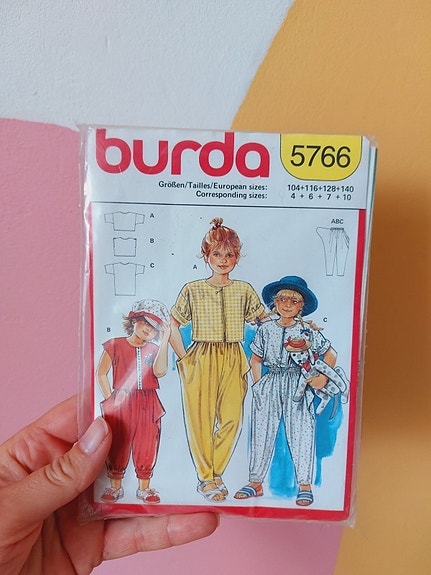 burda
5766
Größen/Tailles/European sizes: 104+116+128+140
Corresponding sizes: 4 + 6 + 7 + 10
A
B
C
ABC
A
B
C